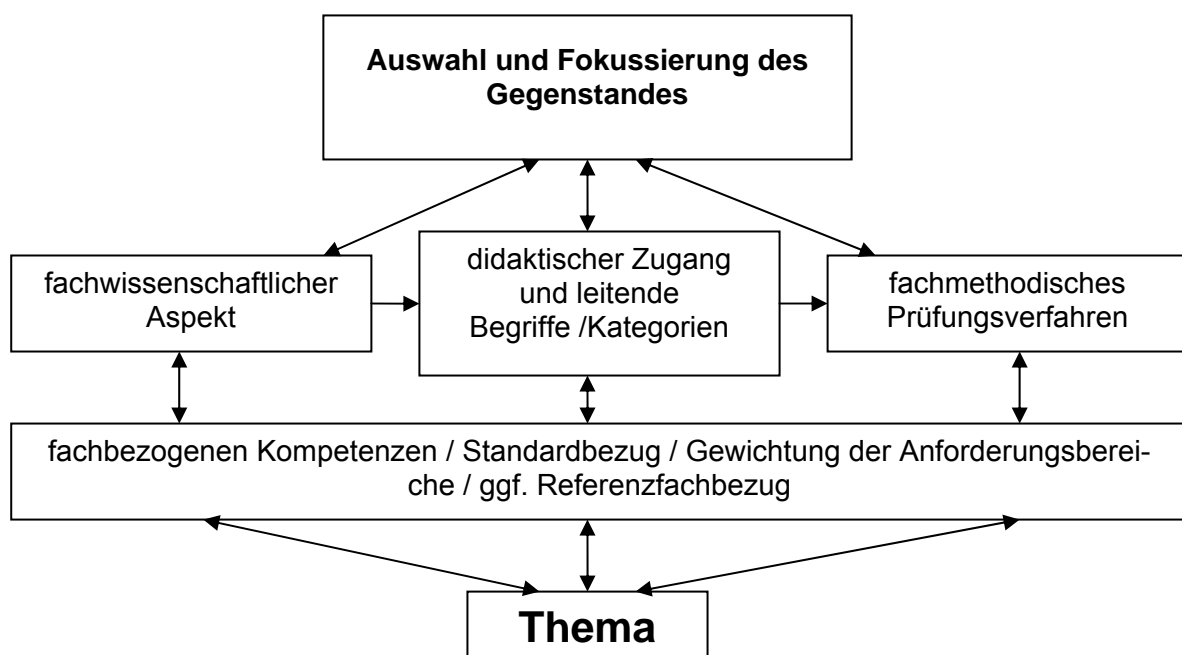 Auswahl und Fokussierung des
Gegenstandes
fachwissenschaftlicher
Aspekt
didaktischer Zugang
und leitende
Begriffe /Kategorien
fachmethodisches
Prüfungsverfahren
fachbezogenen Kompetenzen / Standardbezug / Gewichtung der Anforderungsberei-
che / ggf. Referenzfachbezug
Thema